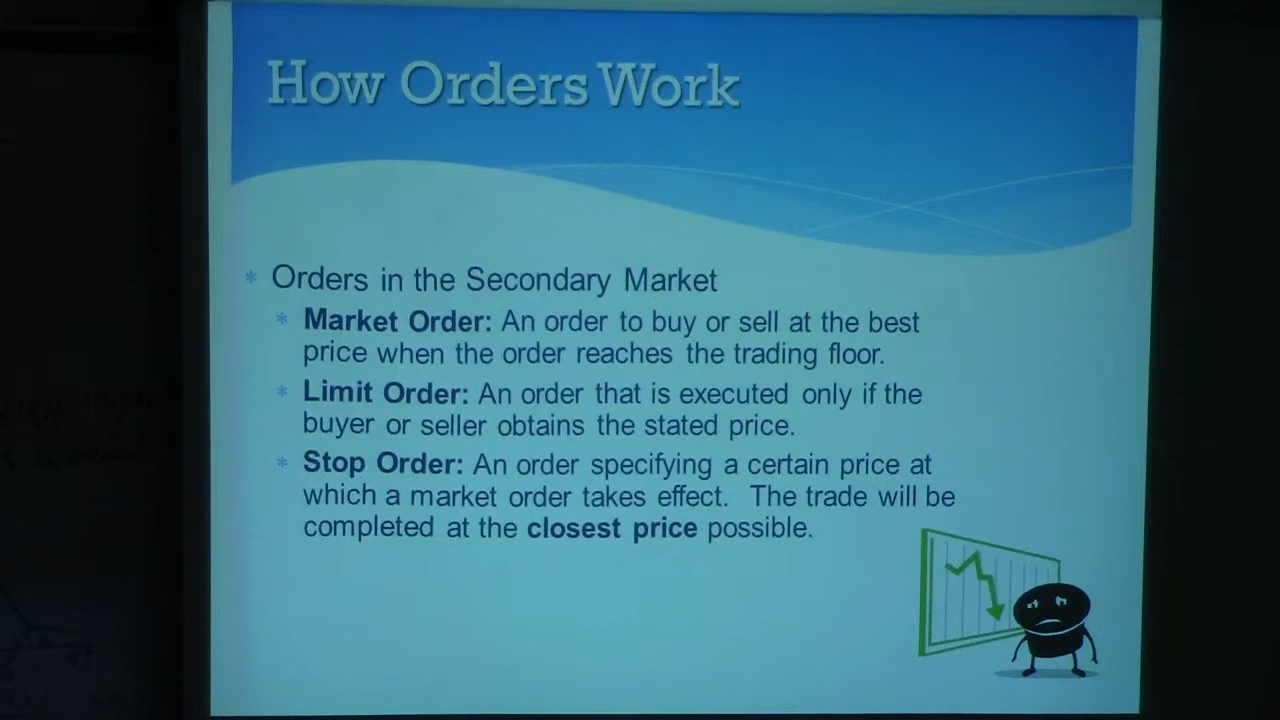 How Orders Work
* Orders in the Secondary Market
* Market Order: An order to buy or sell at the best
price when the order reaches the trading floor.
* Limit Order: An order that is executed only if the
buyer or seller obtains the stated price.
* Stop Order: An order specifying a certain price at
which a market order takes effect. The trade will be
completed at the closest price possible.